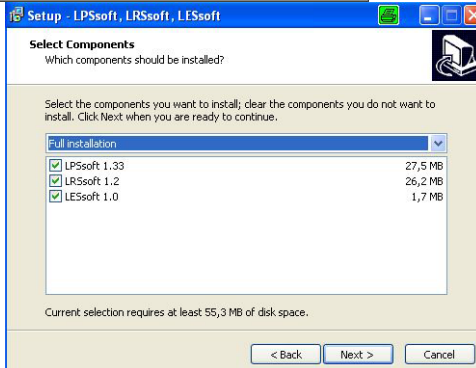 Setup - LPSsoft, LRSsoft, LESsoft
Select Components
Which components should be installed?
Select the components you want to install; clear the components you do not want to
install. Click Next when you are ready to continue.
Full installation
LPSsoft 1.33 27,5 MB
LRSsoft 1.2 26,2 MB
LESsoft 1.0 1,7 MB
Current selection requires at least 55,3 MB of disk space.
< Back Next > Cancel